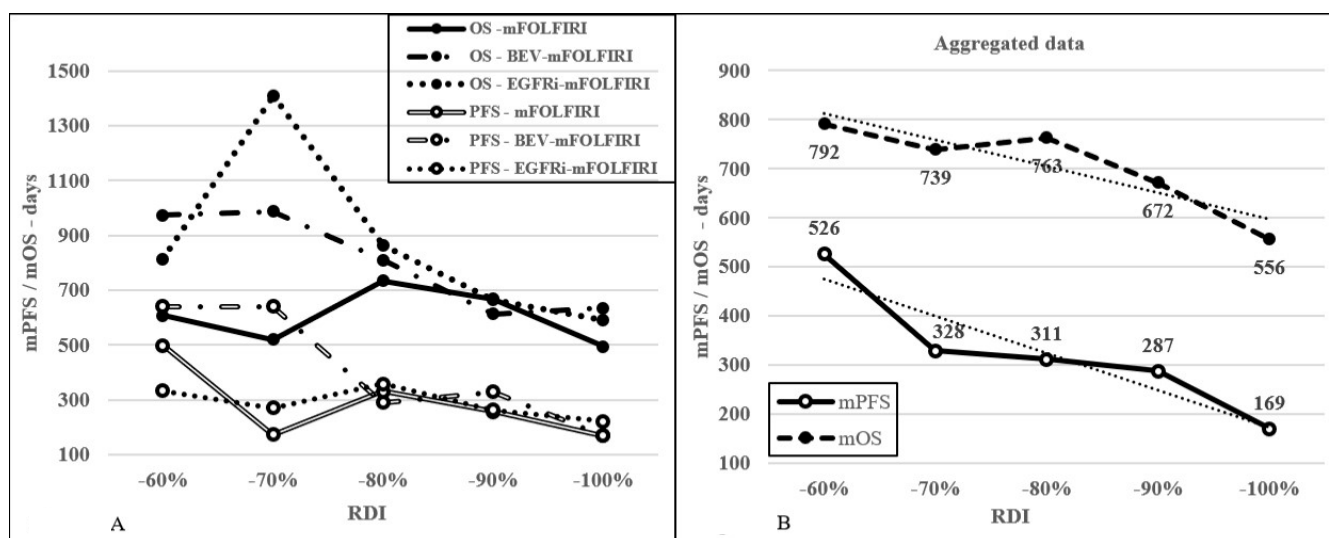 OS -mFOLFIRI
OS - BEV-mFOLFIRI
OS - EGFRi-mFOLFIRI
PFS - mFOLFIRI
PFS - BEV-mFOLFIRI
PFS - EGFRi-mFOLFIRI
mPFS / mOS - days
1500
1300
1100
900
700
500
300
100
-60%
-70%
-80%
-90%
-100%
RDI
A
Aggregated data
mPFS / mOS - days
900
800
700
600
500
400
300
200
100
792
739
763
672
556
526
328
311
287
169
mPFS
mOS
-60%
-70%
-80%
-90%
-100%
RDI
B